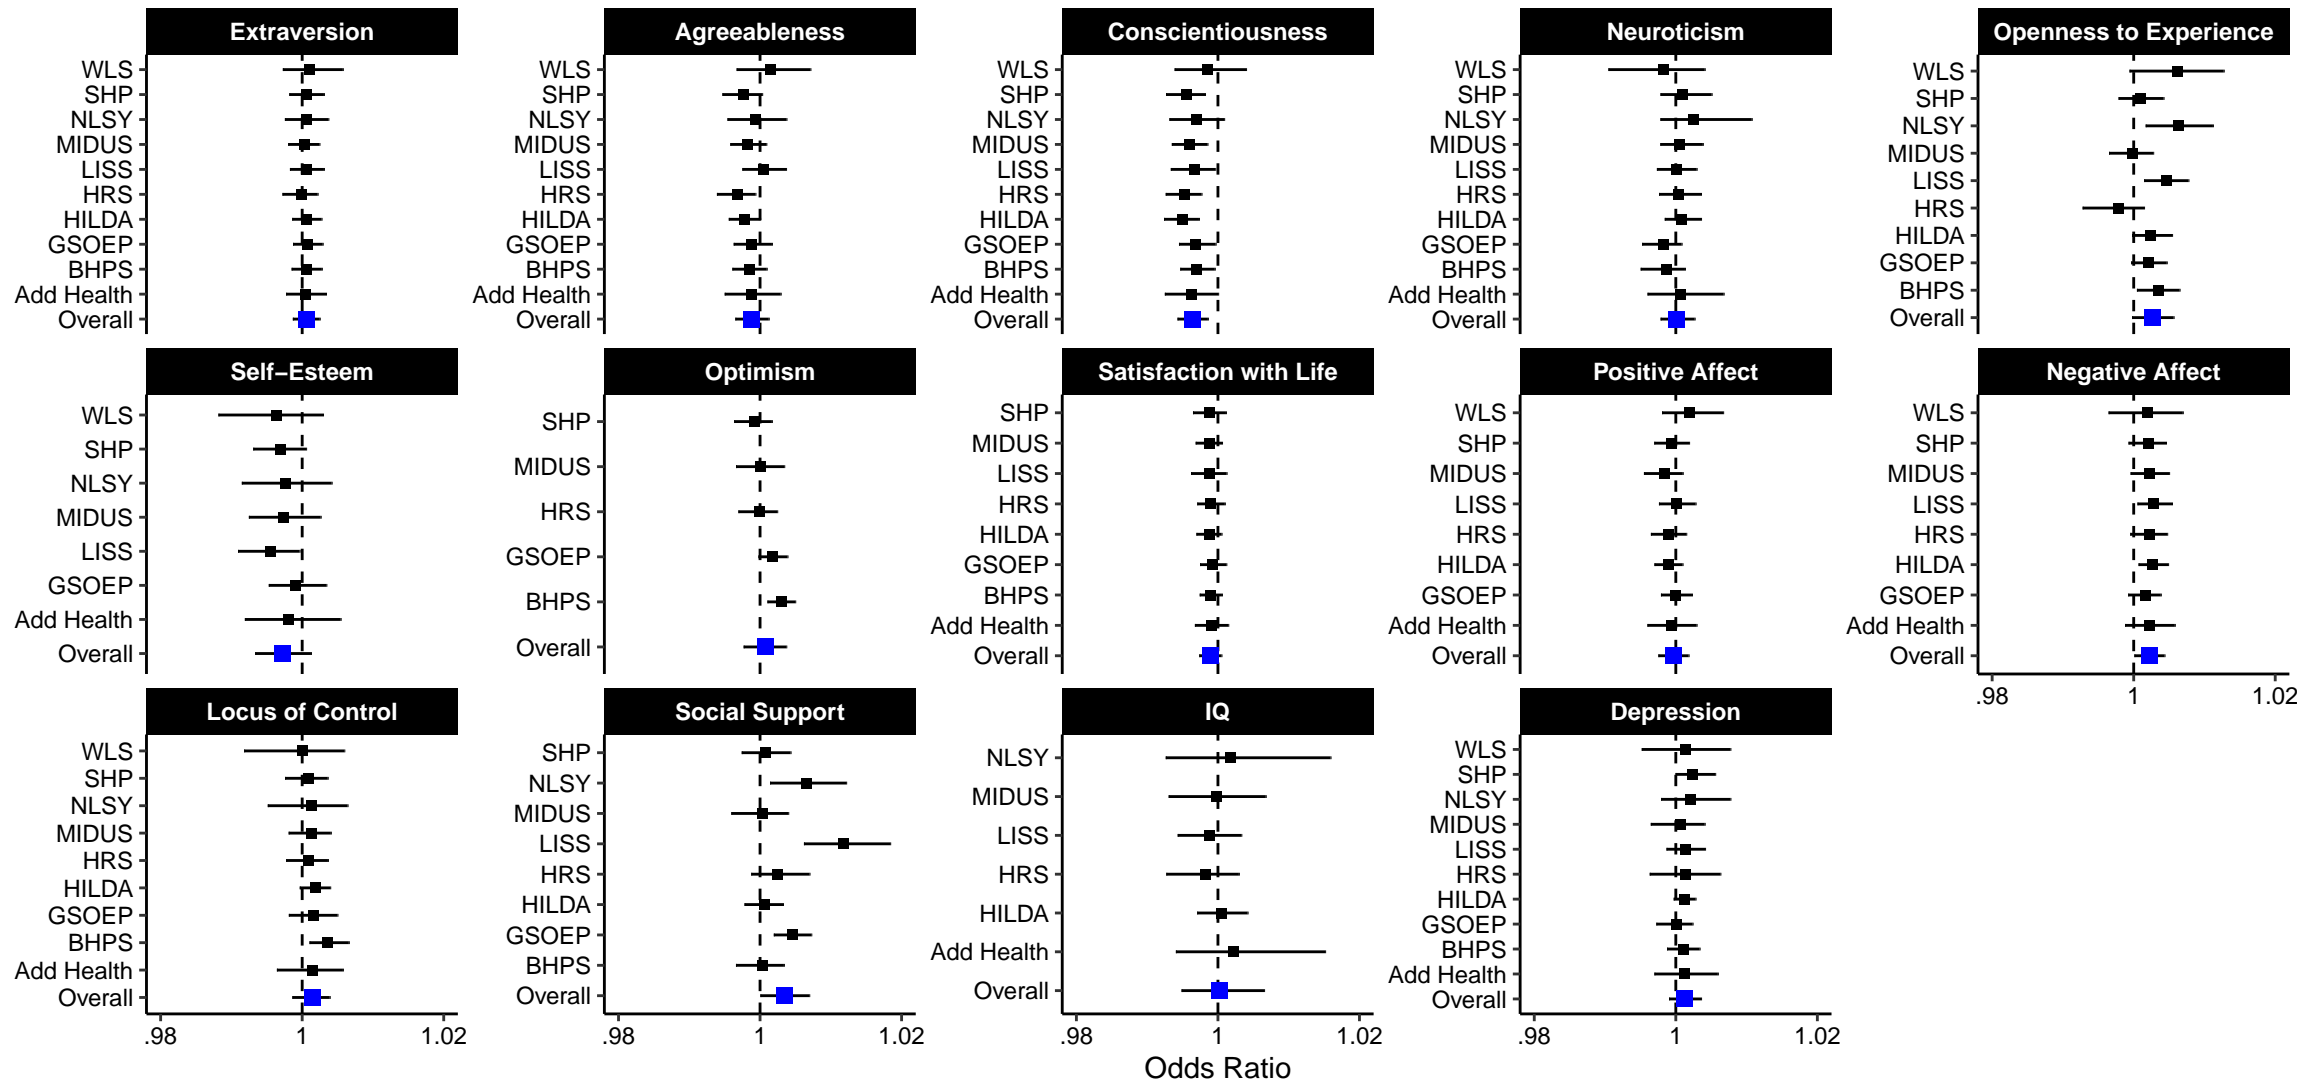 Extraversion
WLS
SHP
NLSY
MIDUS
LISS
HRS
HILDA
GSOEP
BHPS
Add Health
Overall
Agreeableness
WLS
SHP
NLSY
MIDUS
LISS
HRS
HILDA
GSOEP
BHPS
Add Health
Overall
Conscientiousness
WLS
SHP
NLSY
MIDUS
LISS
HRS
HILDA
GSOEP
BHPS
Add Health
Overall
Neuroticism
WLS
SHP
NLSY
MIDUS
LISS
HRS
HILDA
GSOEP
BHPS
Add Health
Overall
Openness to Experience
WLS
SHP
NLSY
MIDUS
LISS
HRS
HILDA
GSOEP
BHPS
Overall
Self−Esteem
WLS
SHP
NLSY
MIDUS
LISS
GSOEP
Add Health
Overall
Optimism
SHP
MIDUS
HRS
GSOEP
BHPS
Overall
Satisfaction with Life
SHP
MIDUS
LISS
HRS
HILDA
GSOEP
BHPS
Add Health
Overall
Positive Affect
WLS
SHP
MIDUS
LISS
HRS
HILDA
GSOEP
Add Health
Overall
Negative Affect
WLS
SHP
MIDUS
LISS
HRS
HILDA
GSOEP
Add Health
Overall
.98 1 1.02
Locus of Control
WLS
SHP
NLSY
MIDUS
HRS
HILDA
GSOEP
BHPS
Add Health
Overall
.98 1 1.02
Social Support
SHP
NLSY
MIDUS
LISS
HRS
HILDA
GSOEP
BHPS
Overall
.98 1 1.02
IQ
NLSY
MIDUS
LISS
HRS
HILDA
Add Health
Overall
.98 1 1.02
Depression
WLS
SHP
NLSY
MIDUS
LISS
HRS
HILDA
GSOEP
BHPS
Add Health
Overall
.98 1 1.02
Odds Ratio